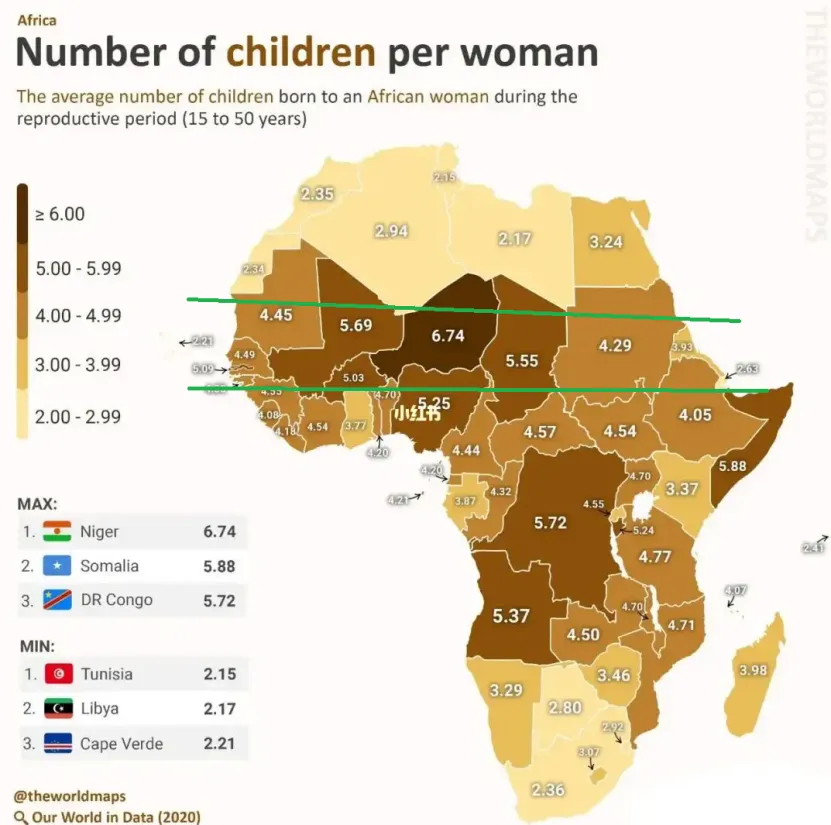 Africa
Number of children per woman
The average number of children born to an African woman during the
reproductive period (15 to 50 years)
THEWORLDMAPS
≥ 6.00
5.00 - 5.99
4.00 - 4.99
3.00 - 3.99
2.00 - 2.99
2.15
2.35
2.94
2.17
3.24
2.34
4.45
5.69
6.74
5.55
4.29
3.93
2.21
4.49
5.09
2.63
5.03
4.55
4.70
5.25
小红书
4.08
4.18
4.54
3.77
4.20
4.57
4.54
4.05
4.44
5.88
4.20
4.21
3.87
4.32
4.70
3.37
4.55
5.72
5.24
4.77
2.41
4.07
5.37
4.70
4.50
4.71
3.98
3.46
3.29
2.80
2.92
3.07
2.36
MAX:
1. Niger 6.74
2. Somalia 5.88
3. DR Congo 5.72
MIN:
1. Tunisia 2.15
2. Libya 2.17
3. Cape Verde 2.21
@theworldmaps
Our World in Data (2020)